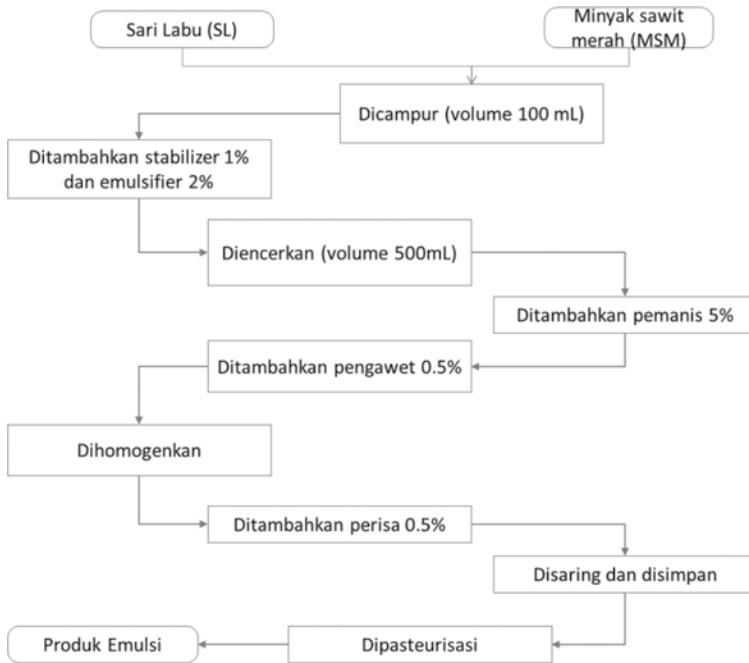 Sari Labu (SL)
Minyak sawit
merah (MSM)
Dicampur (volume 100 mL)
Ditambahkan stabilizer 1%
dan emulsifier 2%
Diencerkan (volume 500mL)
Ditambahkan pemanis 5%
Ditambahkan pengawet 0.5%
Dihomogenkan
Ditambahkan perisa 0.5%
Disaring dan disimpan
Dipasteurisasi
Produk Emulsi